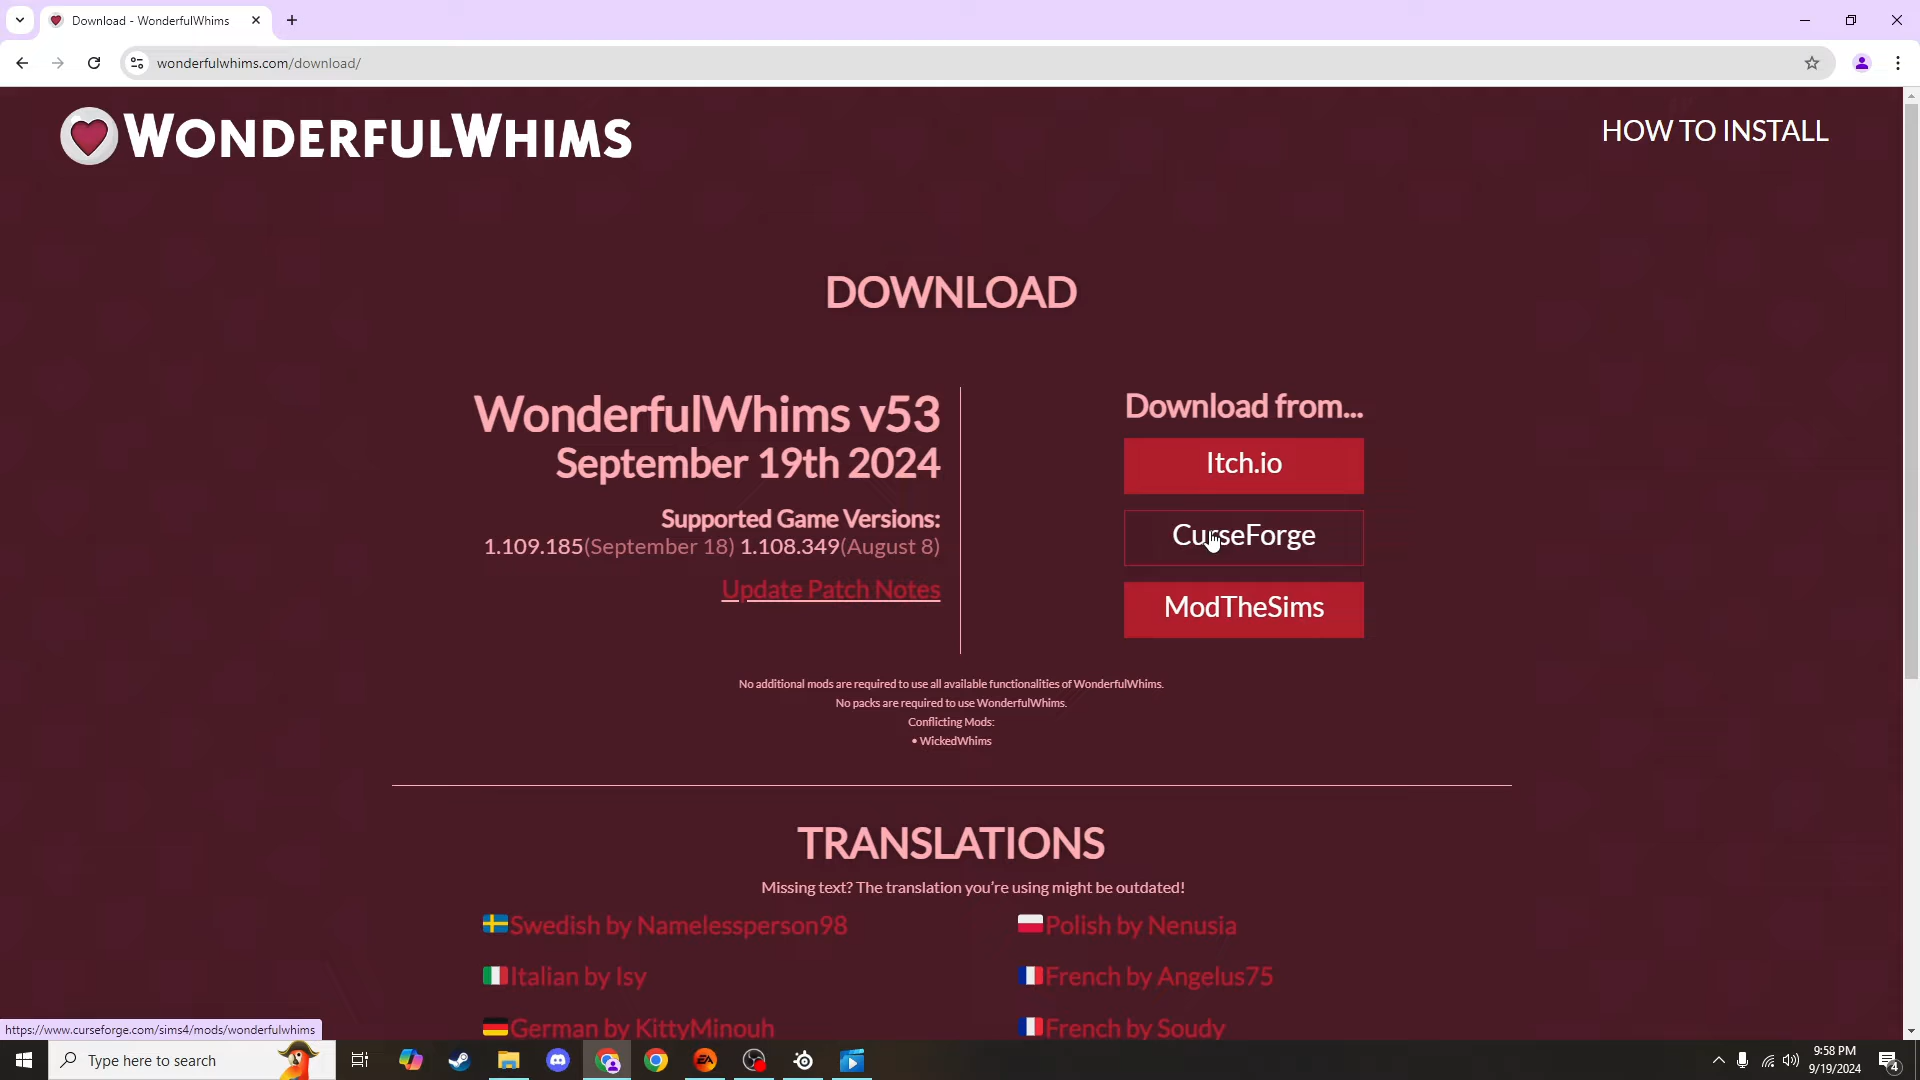 Download - WonderfulWhims
wonderfulwhims.com/download/
WONDERFULWHIMS
HOW TO INSTALL
DOWNLOAD
WonderfulWhims v53
September 19th 2024
Supported Game Versions:
1.109.185(September 18) 1.108.349(August 8)
Update Patch Notes
Download from...
Itch.io
CurseForge
ModTheSims
No additional mods are required to use all available functionalities of WonderfulWhims.
No packs are required to use WonderfulWhims.
Conflicting Mods:
• WickedWhims
TRANSLATIONS
Missing text? The translation you're using might be outdated!
Swedish by Namelessperson98
Polish by Nenusia
Italian by Isy
French by Angelus75
German by KittyMinouh
French by Soudy
https://www.curseforge.com/sims4/mods/wonderfulwhims
Type here to search
EA
9:58 PM
9/19/2024
4